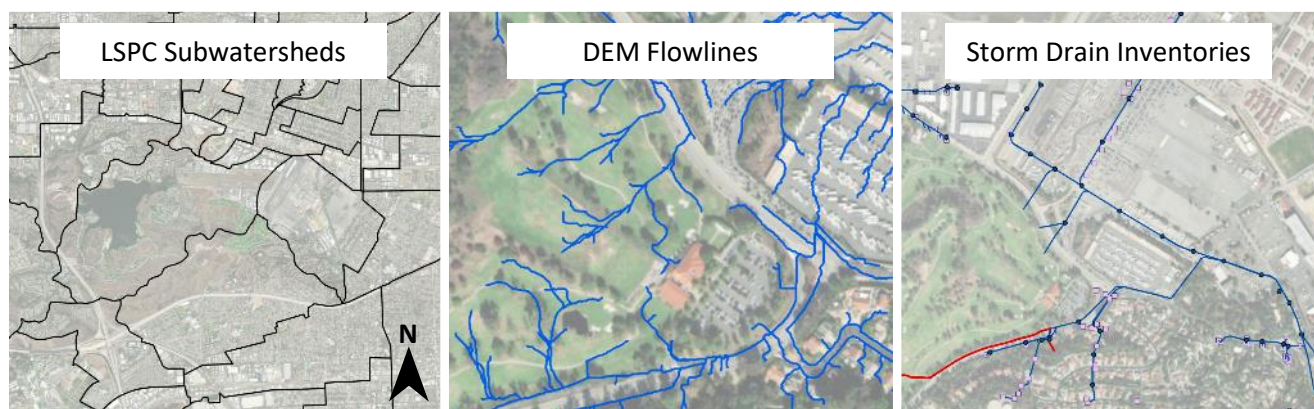 LSPC Subwatersheds
DEM Flowlines
Storm Drain Inventories
N